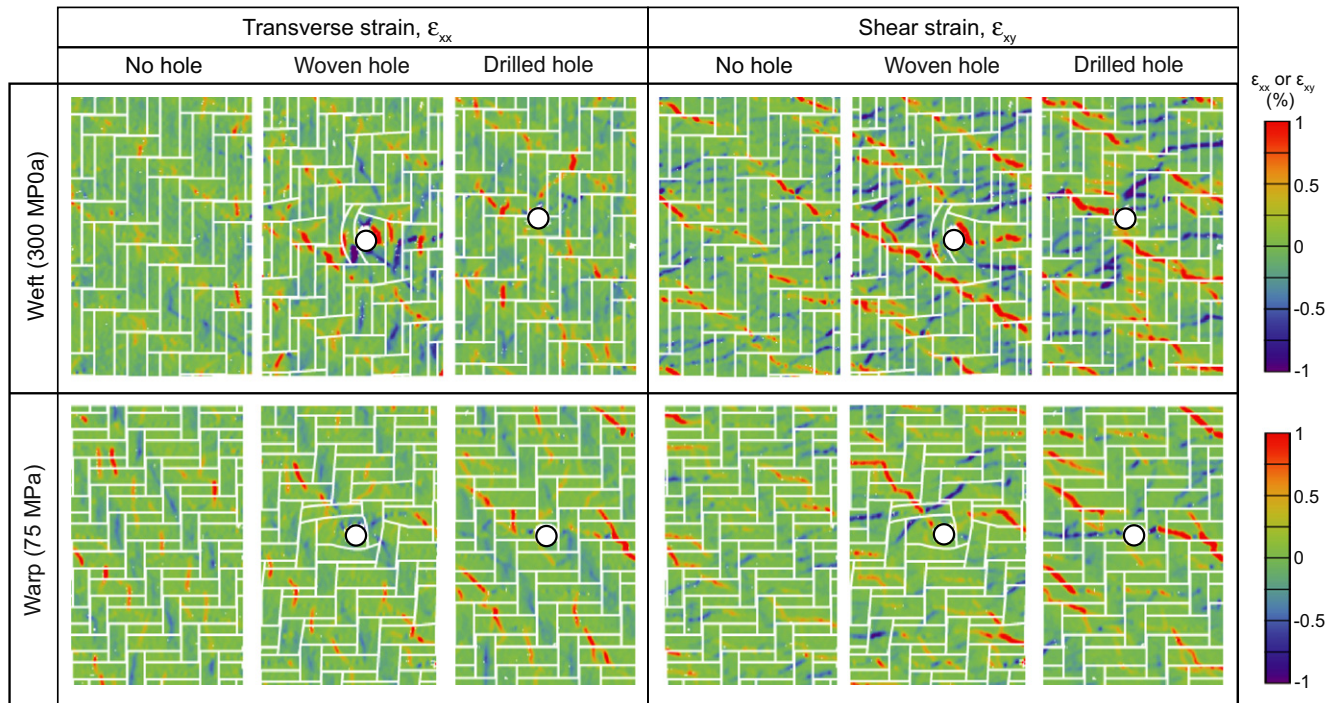 Transverse strain, εxx
Shear strain, εxy
No hole
Woven hole
Drilled hole
No hole
Woven hole
Drilled hole
εxx or εxy
(%)
Weft (300 MP0a)
1
0.5
0
-0.5
-1
Warp (75 MPa)
1
0.5
0
-0.5
-1